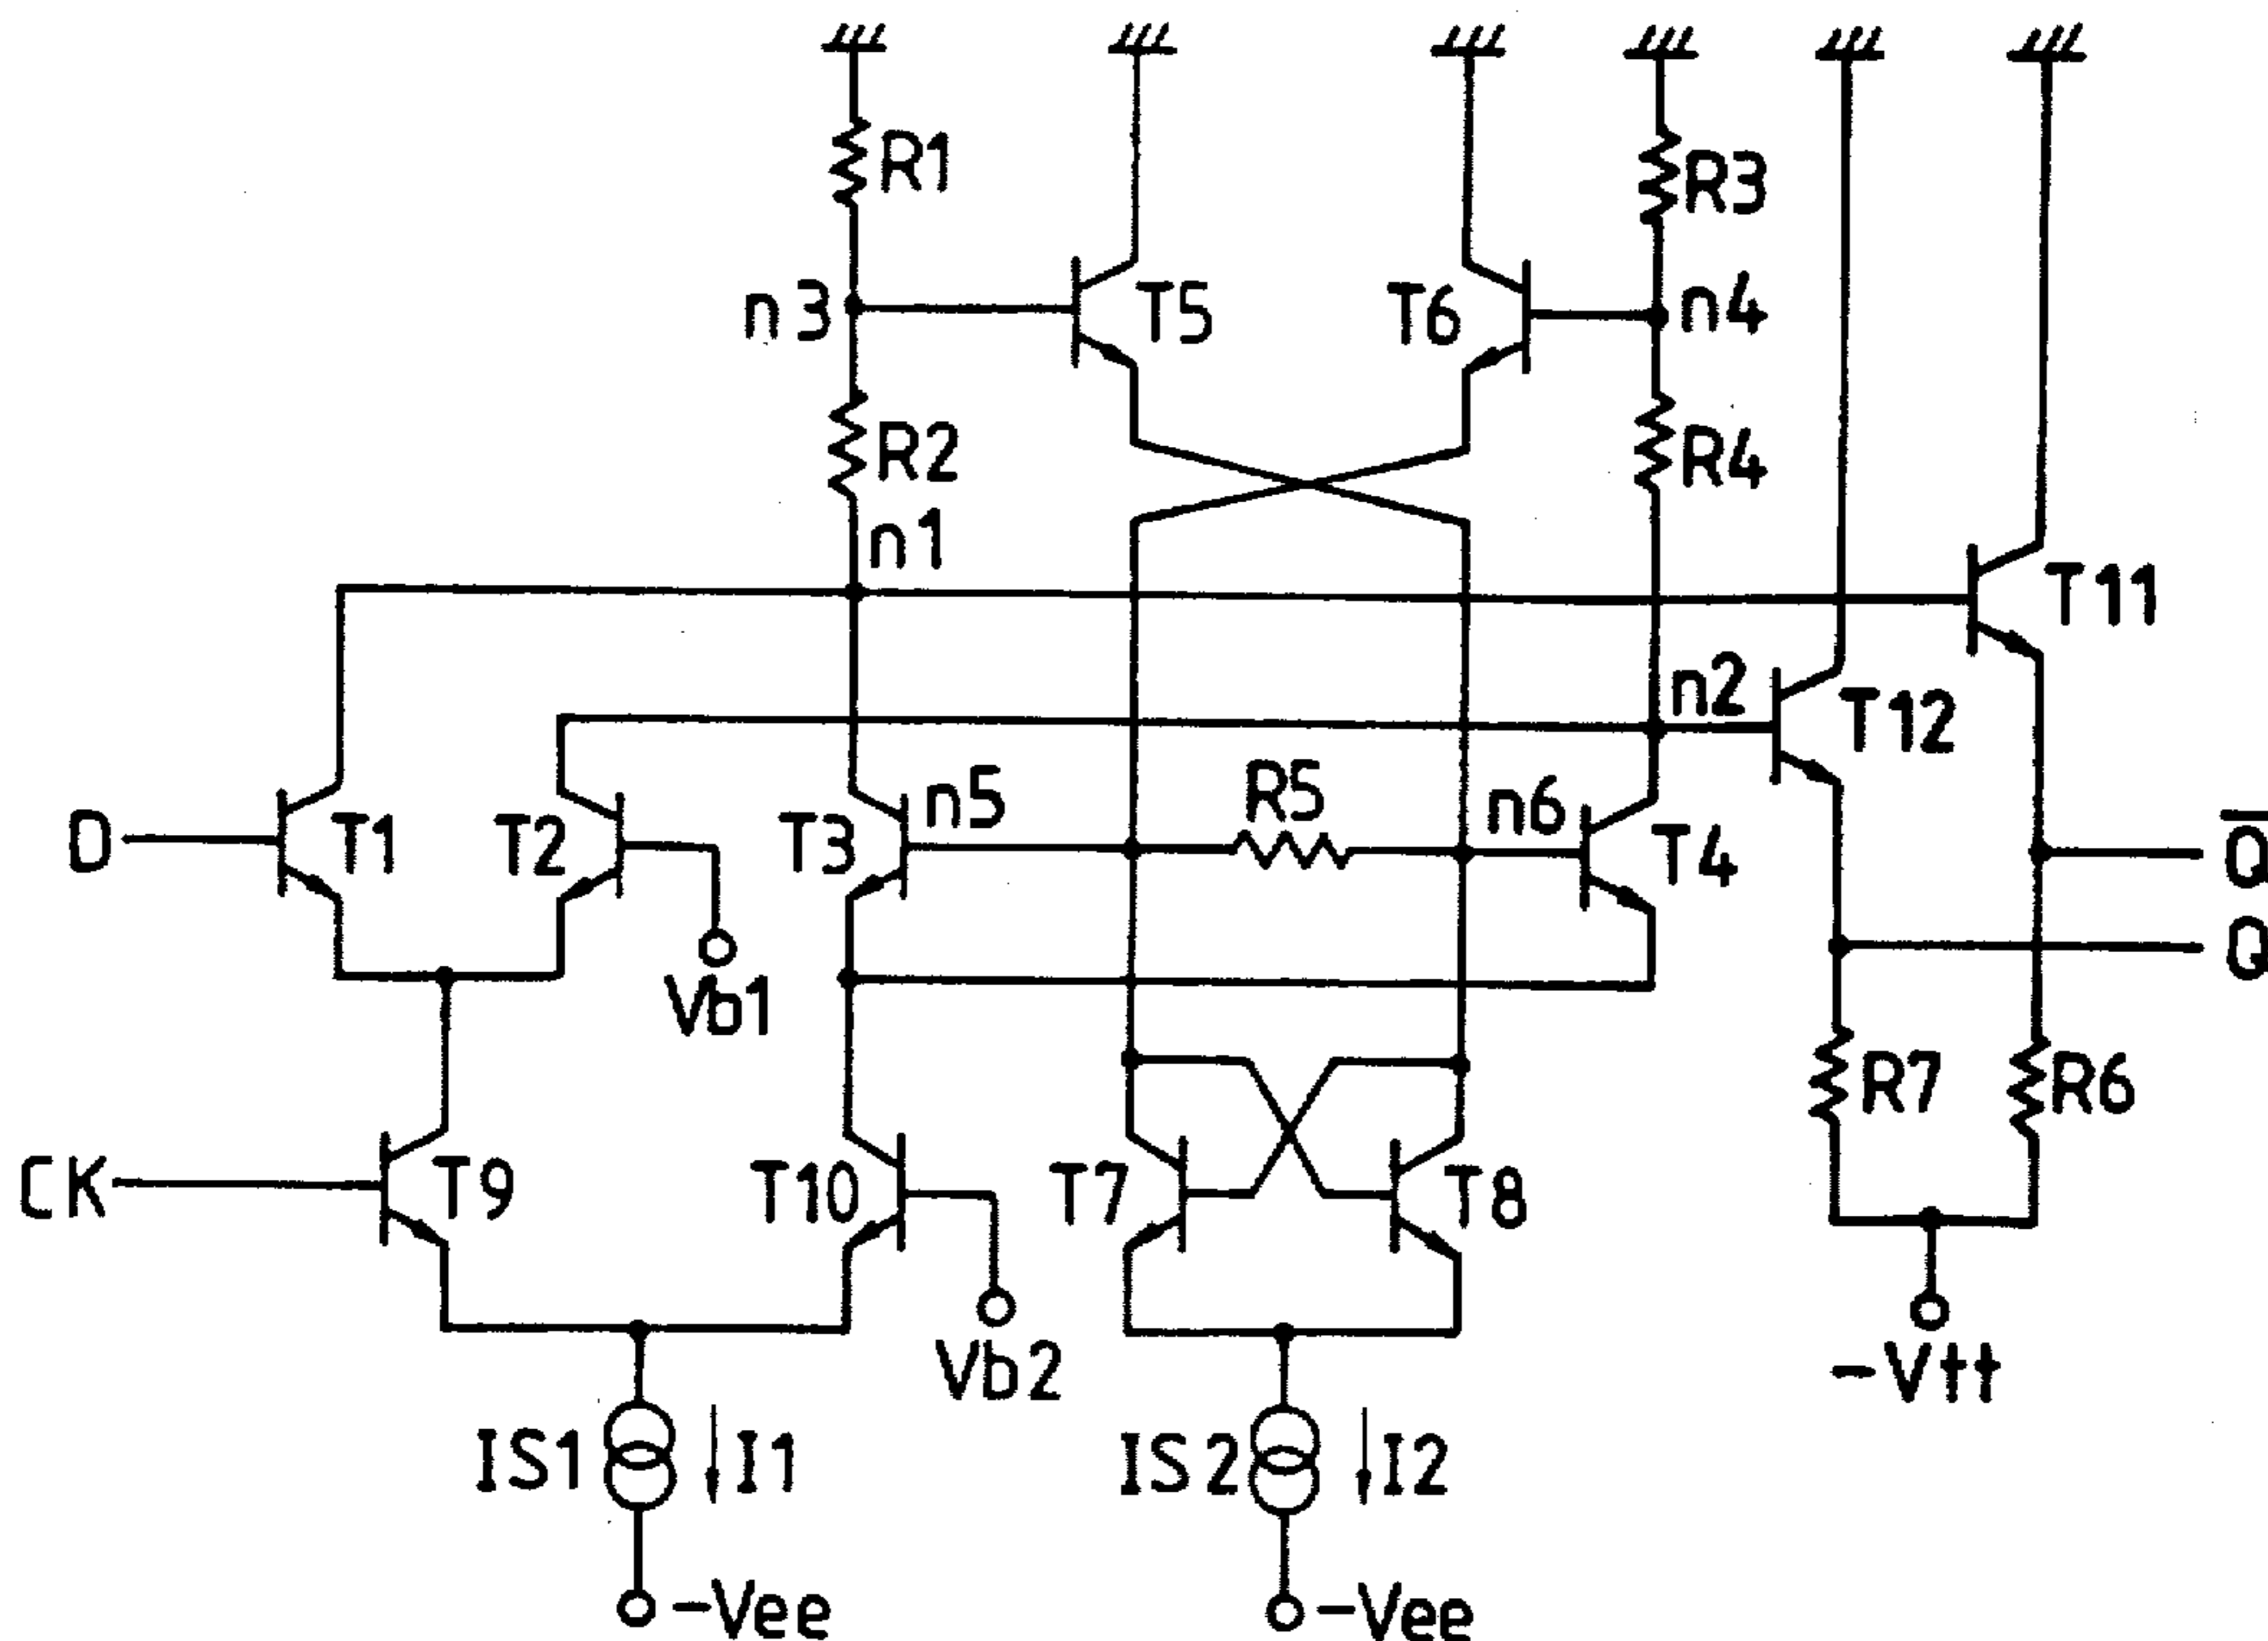 R1
R3
n3
T5
T6
n4
R2
R4
n1
T11
n2
T12
R5
n5
n6
D
T1
T2
T3
T4
Q̅
Q
Vb1
R7
R6
CK
T9
T10
T7
T8
Vb2
-Vtt
IS1
I1
IS2
I2
-Vee
-Vee